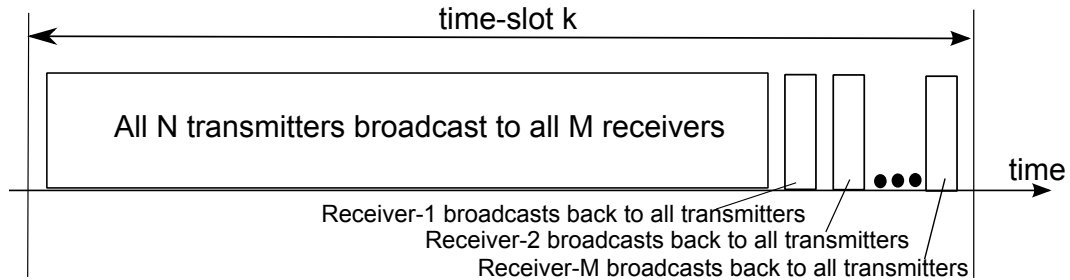 time-slot k
All N transmitters broadcast to all M receivers
time
Receiver-1 broadcasts back to all transmitters
Receiver-2 broadcasts back to all transmitters
Receiver-M broadcasts back to all transmitters